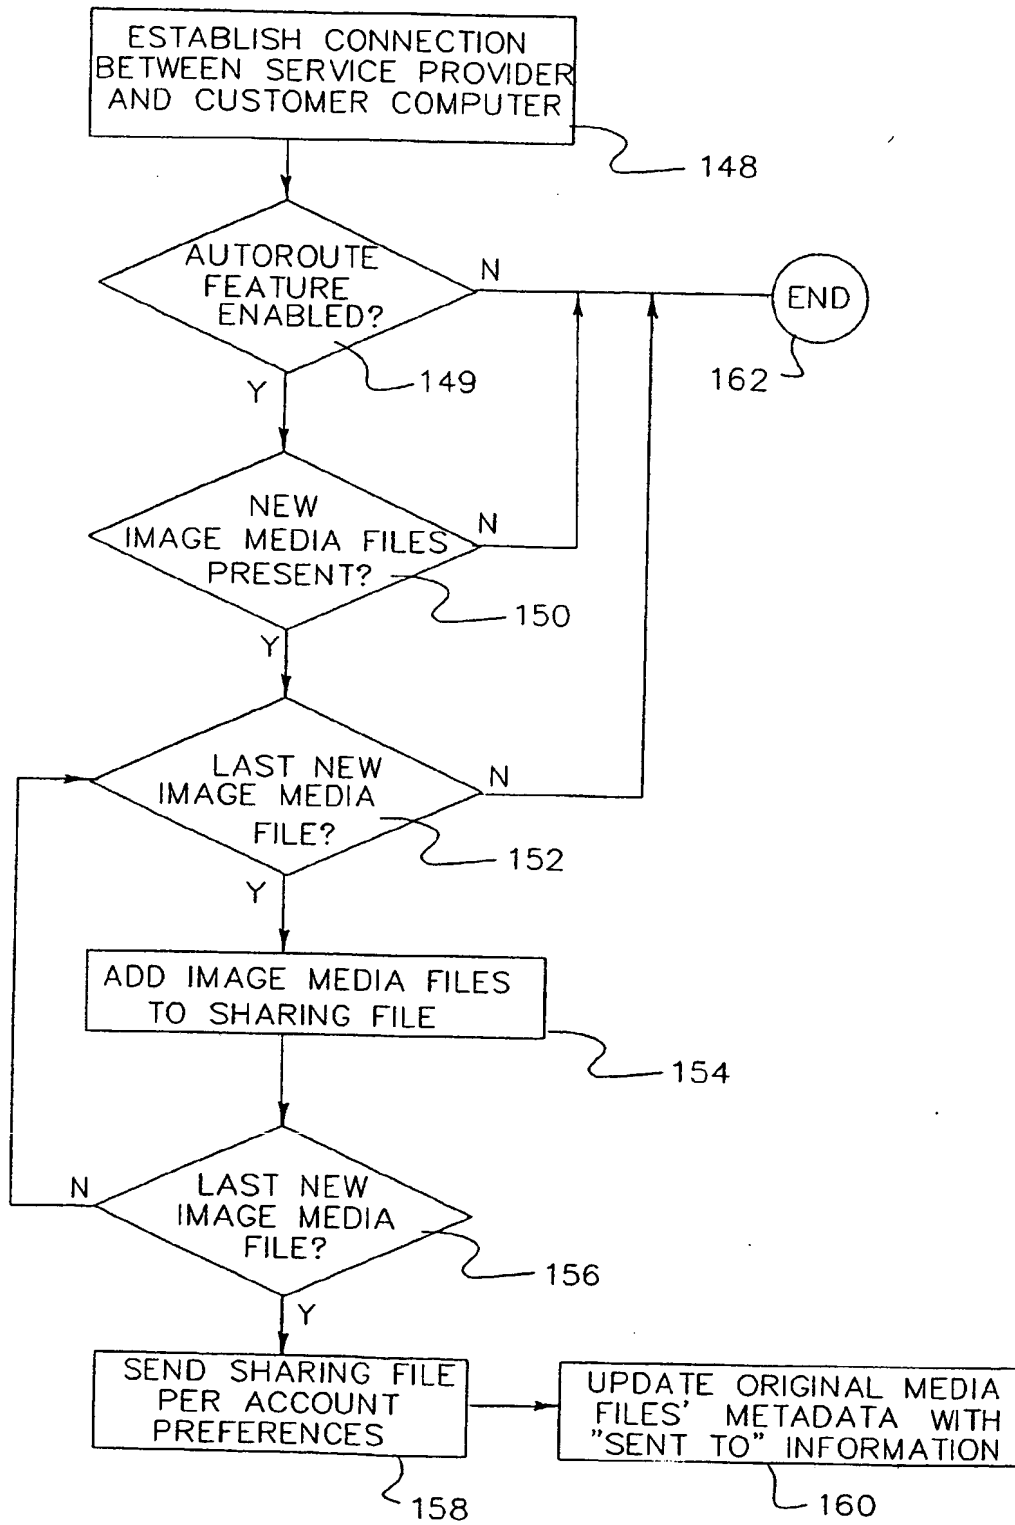 ESTABLISH CONNECTION
BETWEEN SERVICE PROVIDER
AND CUSTOMER COMPUTER
148
AUTOROUTE
FEATURE
ENABLED?
N
END
149
162
Y
NEW
IMAGE MEDIA FILES
PRESENT?
N
150
Y
LAST NEW
IMAGE MEDIA
FILE?
N
152
Y
ADD IMAGE MEDIA FILES
TO SHARING FILE
154
LAST NEW
IMAGE MEDIA
FILE?
N
156
Y
SEND SHARING FILE
PER ACCOUNT
PREFERENCES
158
UPDATE ORIGINAL MEDIA
FILES' METADATA WITH
"SENT TO" INFORMATION
160